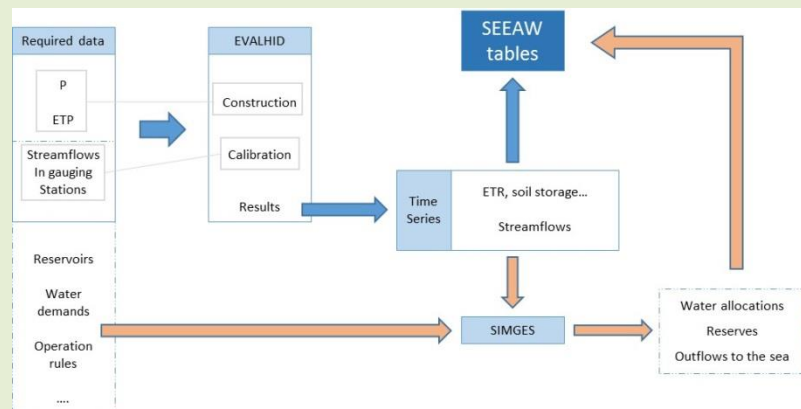 Required data
P
ETP
Streamflows
In gauging
Stations
Reservoirs
Water
demands
Operation
rules
....
EVALHID
Construction
Calibration
Results
SEEAW
tables
Time
Series
ETR, soil storage...
Streamflows
SIMGES
Water allocations
Reserves
Outflows to the sea